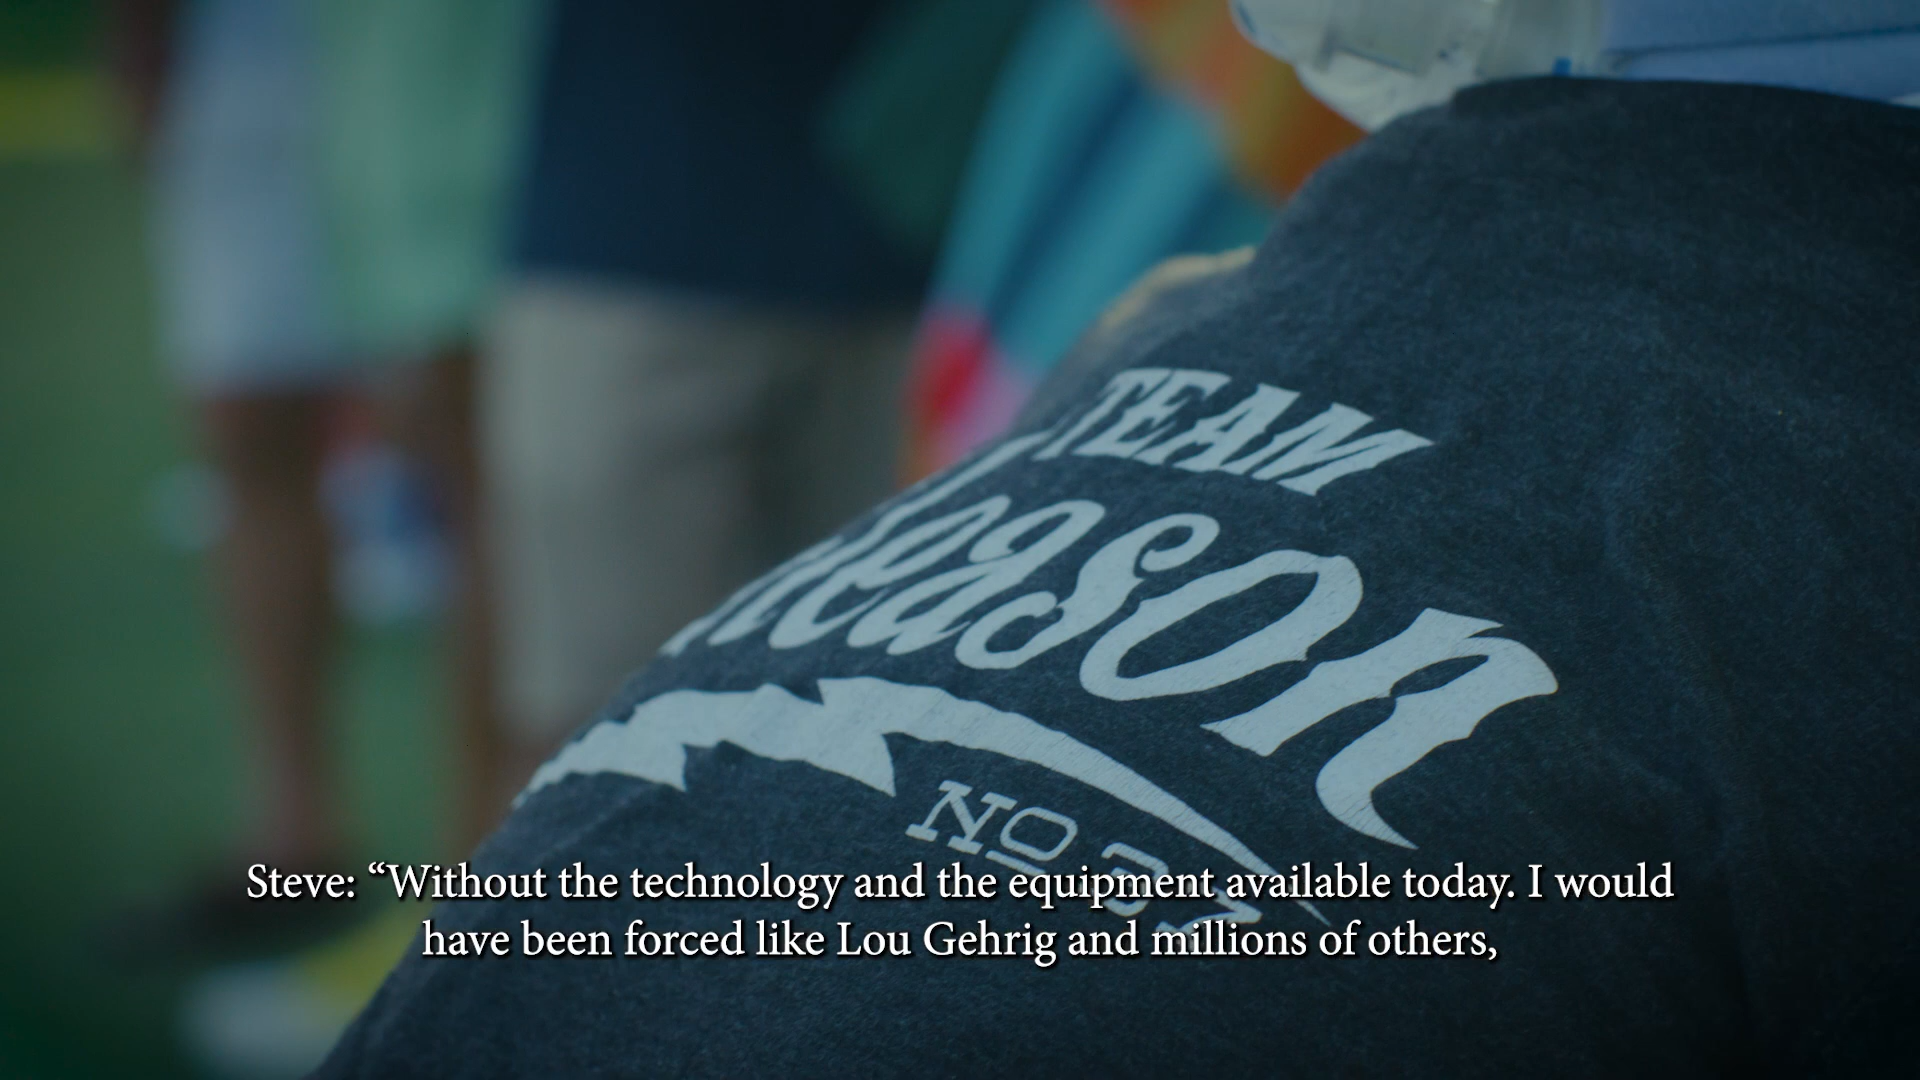 TEAM
Gleason
NO 37
Steve: “Without the technology and the equipment available today. I would
have been forced like Lou Gehrig and millions of others,